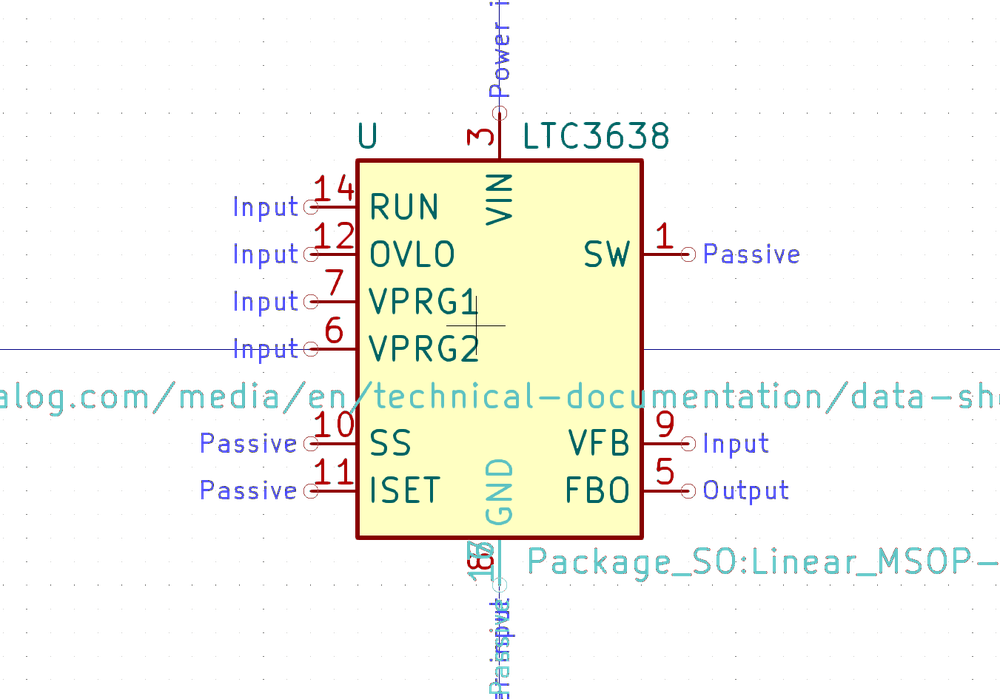 Power i
U
3
LTC3638
VIN
Input
14
RUN
Input
12
OVLO
SW
1
Passive
Input
7
VPRG1
Input
6
VPRG2
alog.com/media/en/technical-documentation/data-sh
Passive
10
SS
VFB
9
Input
Passive
11
ISET
FBO
5
Output
GND
8
Package_SO:Linear_MSOP-